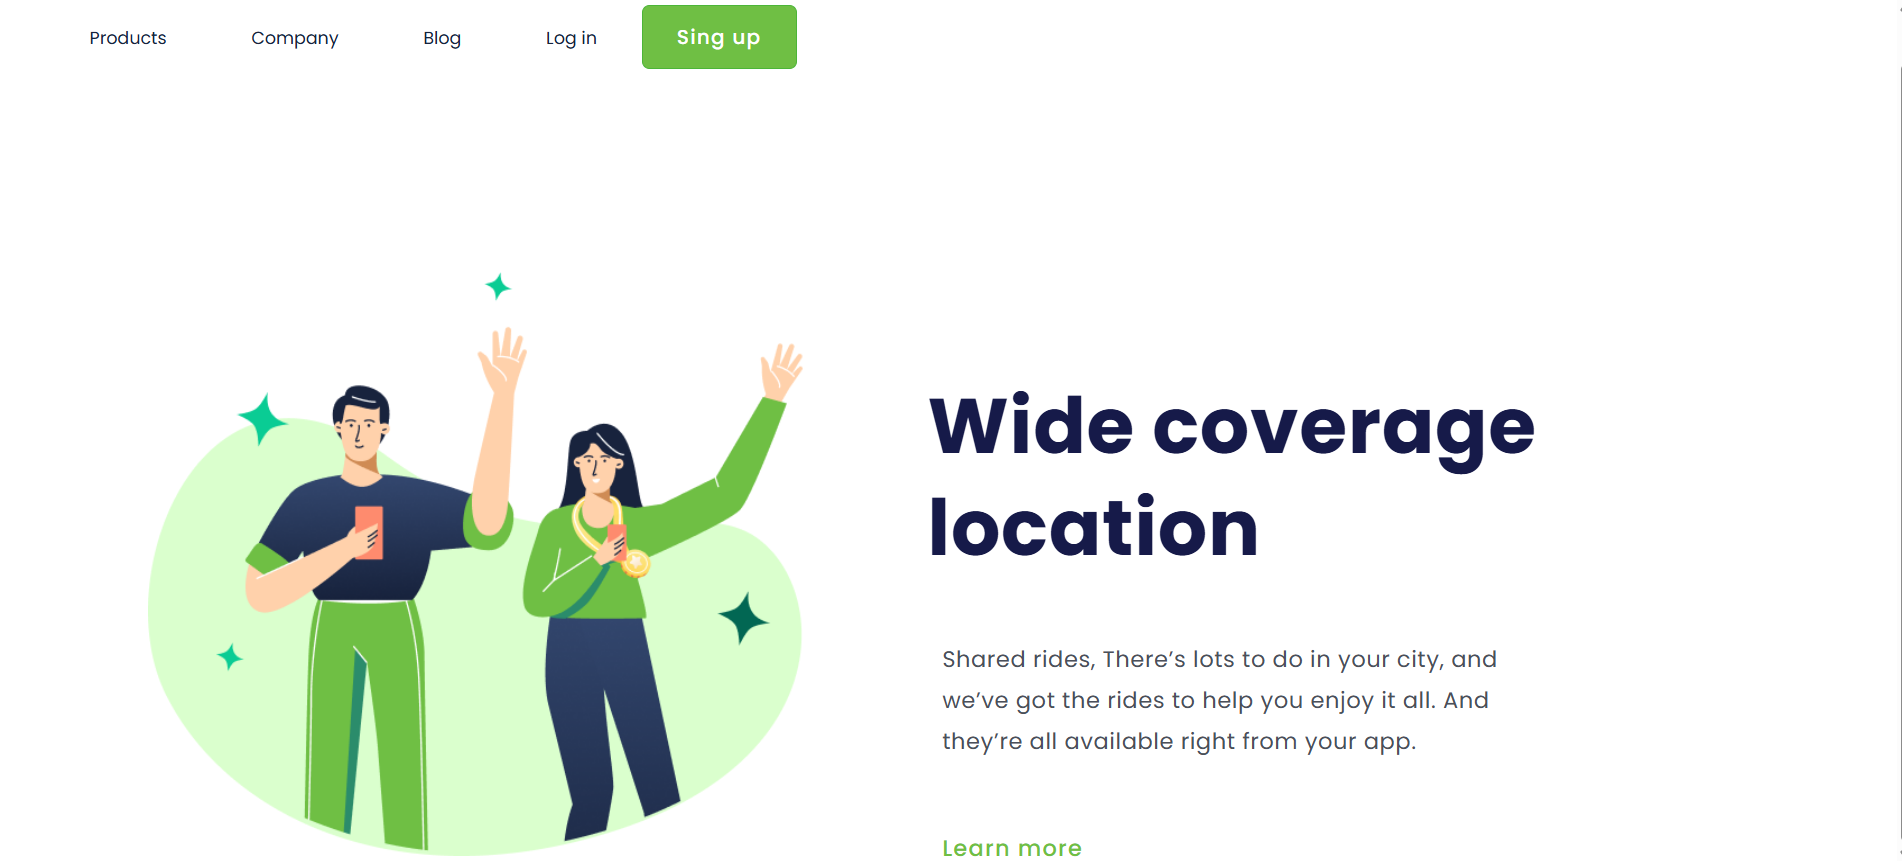 Products
Company
Blog
Log in
Sing up
Wide coverage
location
Shared rides, There’s lots to do in your city, and
we’ve got the rides to help you enjoy it all. And
they’re all available right from your app.
Learn more